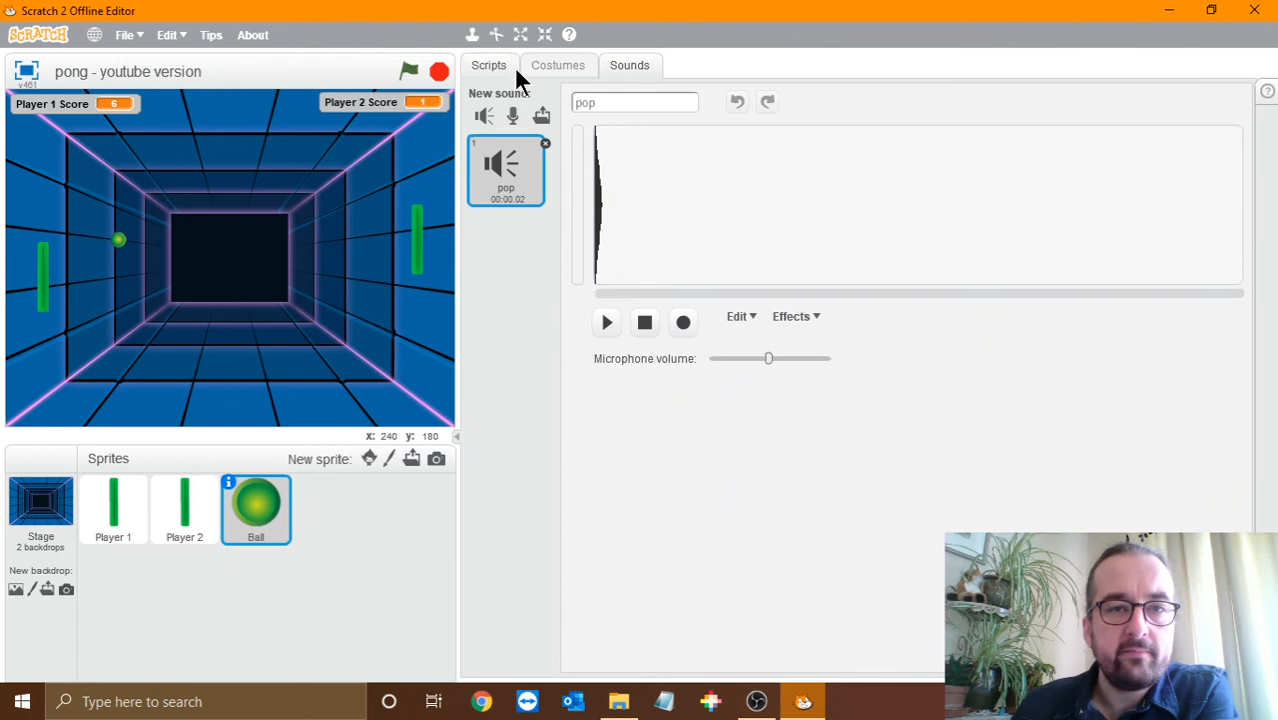 Scratch 2 Offline Editor
SCRATCH File Edit Tips About
v461 pong - youtube version
Player 1 Score 6
Player 2 Score 1
x: 240 y: 180
Sprites New sprite:
Stage
2 backdrops
New backdrop:
Player 1
Player 2
Ball
Scripts Costumes Sounds
New sound:
1
pop
00:00.02
pop
Edit Effects
Microphone volume:
Type here to search